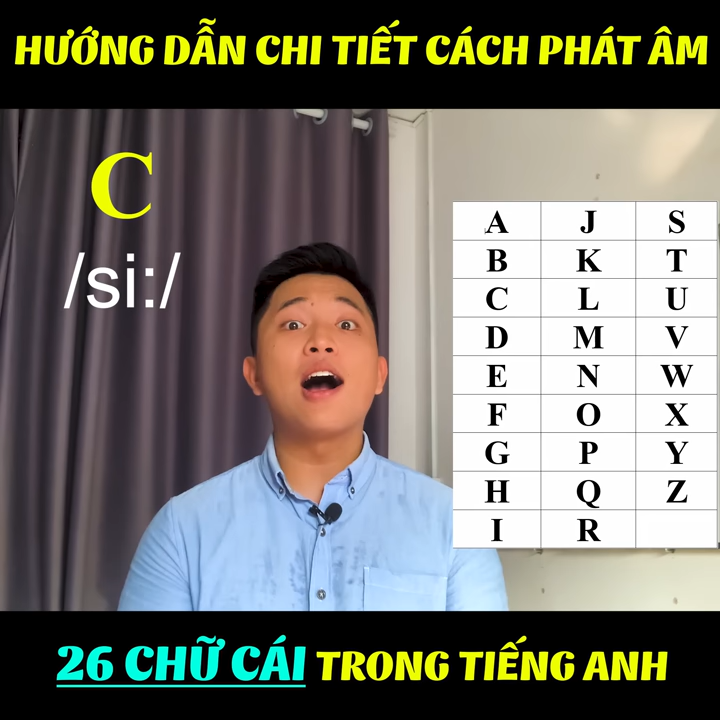 HƯỚNG DẪN CHI TIẾT CÁCH PHÁT ÂM
C
/si:/
A J S
B K T
C L U
D M V
E N W
F O X
G P Y
H Q Z
I R
26 CHỮ CÁI TRONG TIẾNG ANH